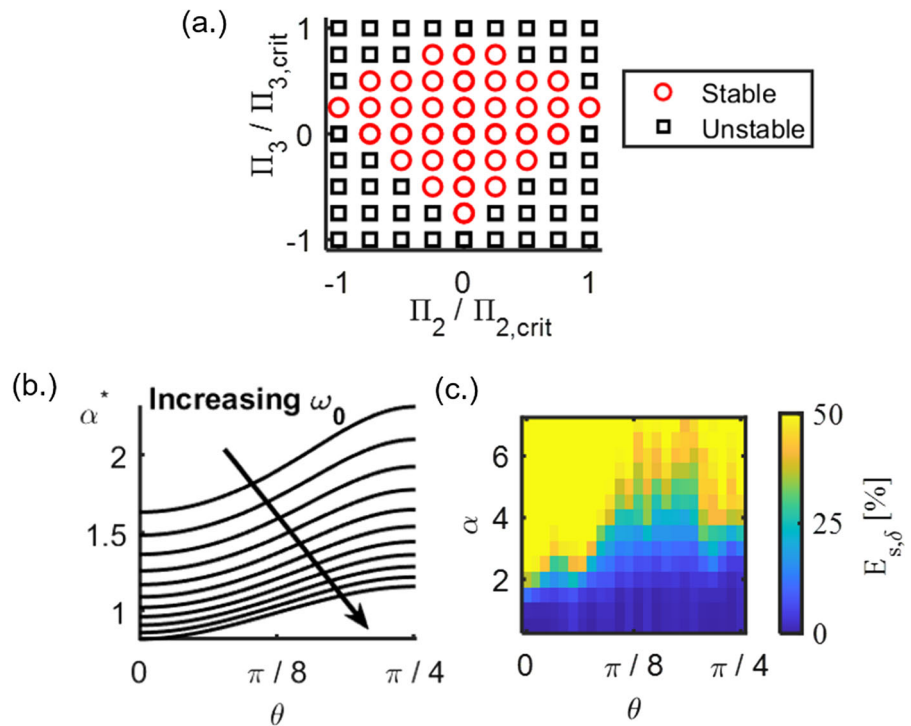 (a.)
Π3 / Π3,crit
1
0
-1
-1 0 1
Π2 / Π2,crit
Stable
Unstable
(b.)
α*
Increasing ω0
2
1.5
1
0 π / 8 π / 4
θ
(c.)
α
6
4
2
0 π / 8 π / 4
θ
50
25
0
Es,δ [%]